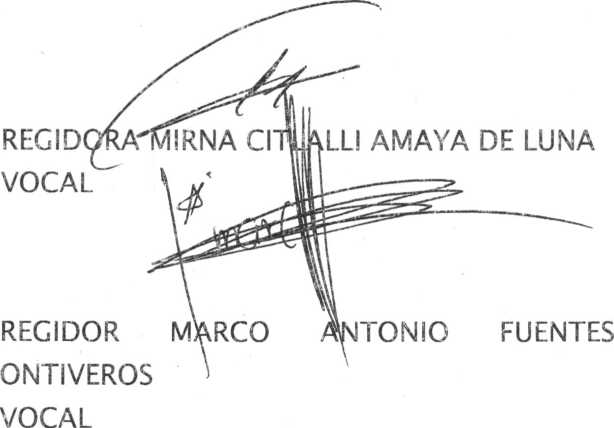 REGIDORA MIRNA CITLALLI AMAYA DE LUNA
VOCAL
REGIDOR MARCO ANTONIO FUENTES
ONTIVEROS
VOCAL